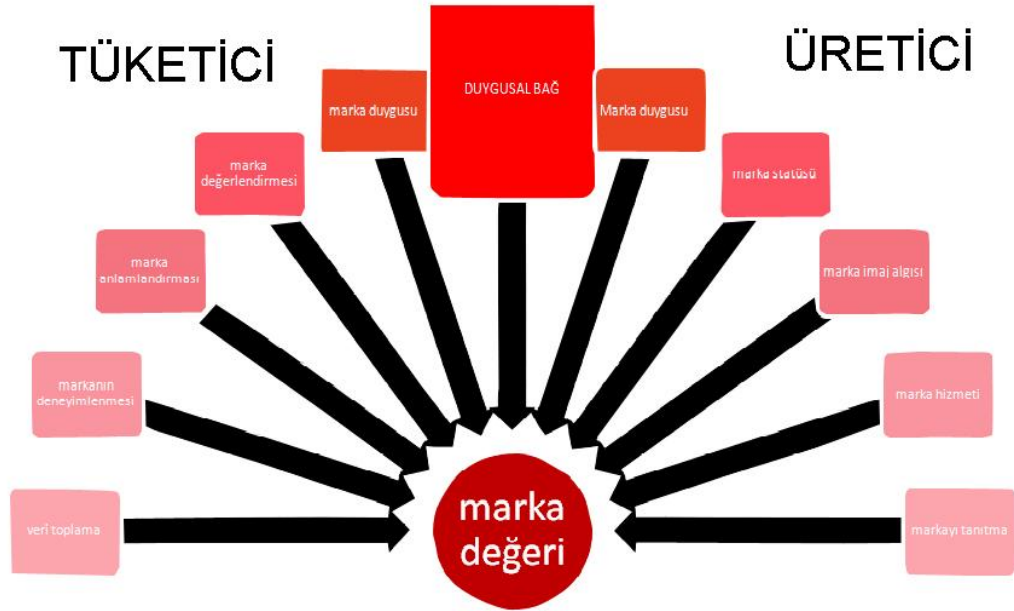 TÜKETİCİ
ÜRETİCİ
DUYGUSAL BAĞ
marka duygusu
Marka duygusu
marka
değerlendirmesi
marka statüsü
marka
anlamlandırması
marka imaj algısı
markanın
deneyimlenmesi
marka hizmeti
veri toplama
markayı tanıtma
marka
değeri